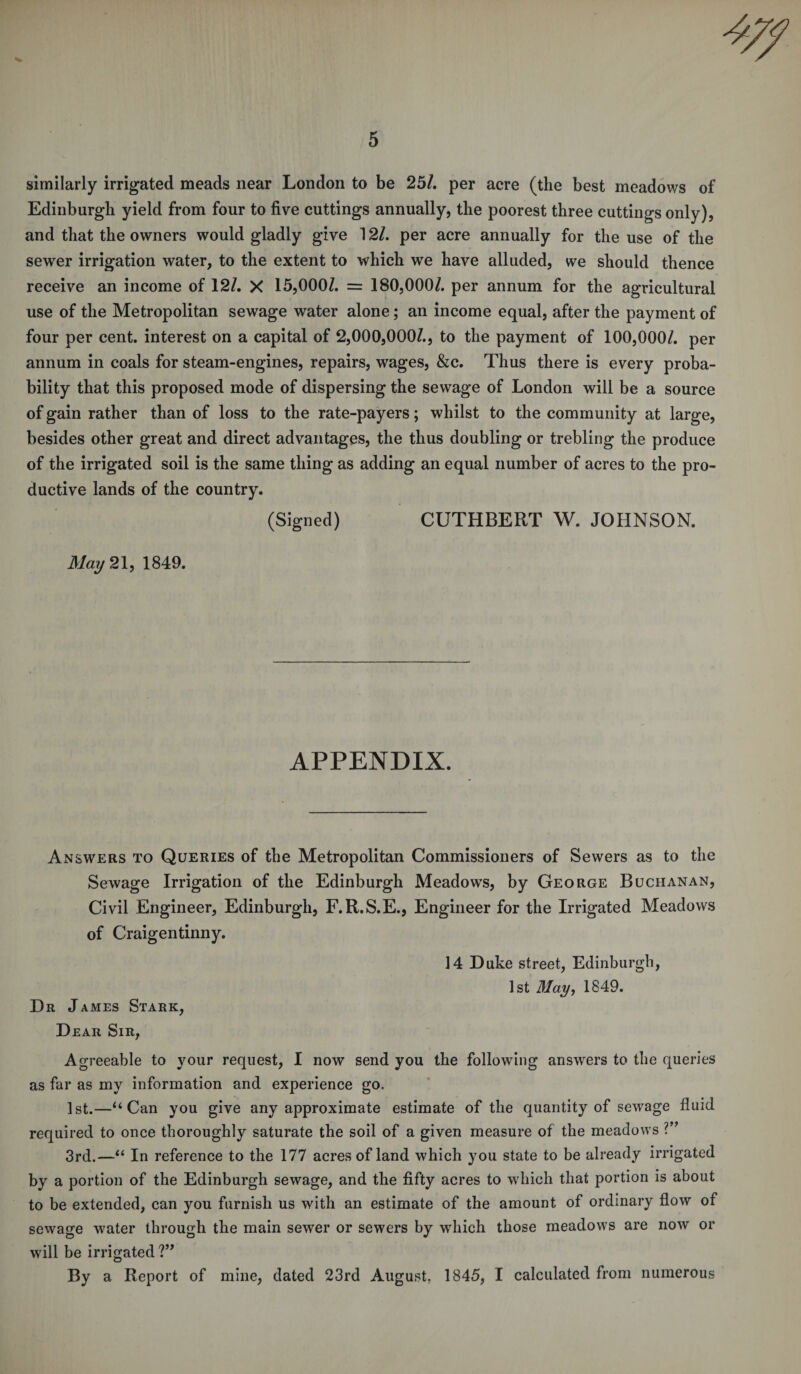 479
5
similarly irrigated meads near London to be 25l. per acre (the best meadows of
Edinburgh yield from four to five cuttings annually, the poorest three cuttings only),
and that the owners would gladly give 12l. per acre annually for the use of the
sewer irrigation water, to the extent to which we have alluded, we should thence
receive an income of 12l. X 15,000l. = 180,000l. per annum for the agricultural
use of the Metropolitan sewage water alone; an income equal, after the payment of
four per cent. interest on a capital of 2,000,000l., to the payment of 100,000l. per
annum in coals for steam-engines, repairs, wages, &c. Thus there is every proba-
bility that this proposed mode of dispersing the sewage of London will be a source
of gain rather than of loss to the rate-payers; whilst to the community at large,
besides other great and direct advantages, the thus doubling or trebling the produce
of the irrigated soil is the same thing as adding an equal number of acres to the pro-
ductive lands of the country.
(Signed) CUTHBERT W. JOHNSON.
May 21, 1849.
APPENDIX.
Answers to Queries of the Metropolitan Commissioners of Sewers as to the
Sewage Irrigation of the Edinburgh Meadows, by George Buchanan,
Civil Engineer, Edinburgh, F.R.S.E., Engineer for the Irrigated Meadows
of Craigentinny.
14 Duke street, Edinburgh,
1st May, 1849.
Dr James Stark,
Dear Sir,
Agreeable to your request, I now send you the following answers to the queries
as far as my information and experience go.
1st.—“Can you give any approximate estimate of the quantity of sewage fluid
required to once thoroughly saturate the soil of a given measure of the meadows ?”
3rd.—“ In reference to the 177 acres of land which you state to be already irrigated
by a portion of the Edinburgh sewage, and the fifty acres to which that portion is about
to be extended, can you furnish us with an estimate of the amount of ordinary flow of
sewage water through the main sewer or sewers by which those meadows are now or
will be irrigated ?”
By a Report of mine, dated 23rd August, 1845, I calculated from numerous